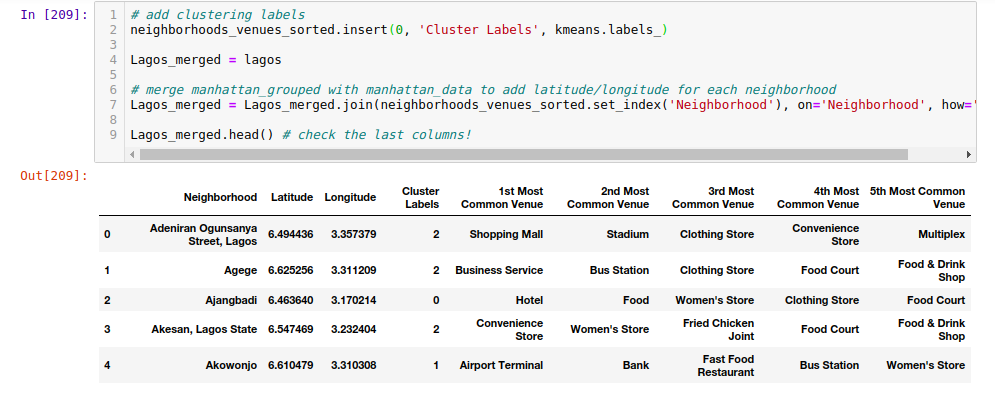 In [209]:
1 # add clustering labels
2 neighborhoods_venues_sorted.insert(0, 'Cluster Labels', kmeans.labels_)
3
4 Lagos_merged = lagos
5
6 # merge manhattan_grouped with manhattan_data to add latitude/longitude for each neighborhood
7 Lagos_merged = Lagos_merged.join(neighborhoods_venues_sorted.set_index('Neighborhood'), on='Neighborhood', how='
8
9 Lagos_merged.head() # check the last columns!
Out[209]:
Neighborhood Latitude Longitude Cluster Labels 1st Most Common Venue 2nd Most Common Venue 3rd Most Common Venue 4th Most Common Venue 5th Most Common Venue
0 Adeniran Ogunsanya Street, Lagos 6.494436 3.357379 2 Shopping Mall Stadium Clothing Store Convenience Store Multiplex
1 Agege 6.625256 3.311209 2 Business Service Bus Station Clothing Store Food Court Food & Drink Shop
2 Ajangbadi 6.463640 3.170214 0 Hotel Food Women's Store Clothing Store Food Court
3 Akesan, Lagos State 6.547469 3.232404 2 Convenience Store Women's Store Fried Chicken Joint Food Court Food & Drink Shop
4 Akowonjo 6.610479 3.310308 1 Airport Terminal Bank Fast Food Restaurant Bus Station Women's Store